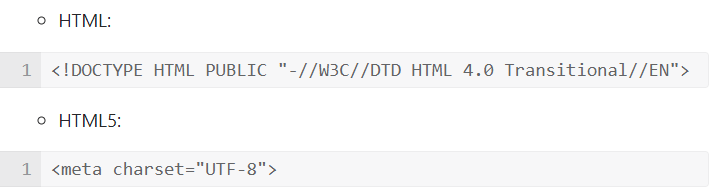 HTML:
1 <!DOCTYPE HTML PUBLIC "-//W3C//DTD HTML 4.0 Transitional//EN">
HTML5:
1 <meta charset="UTF-8">